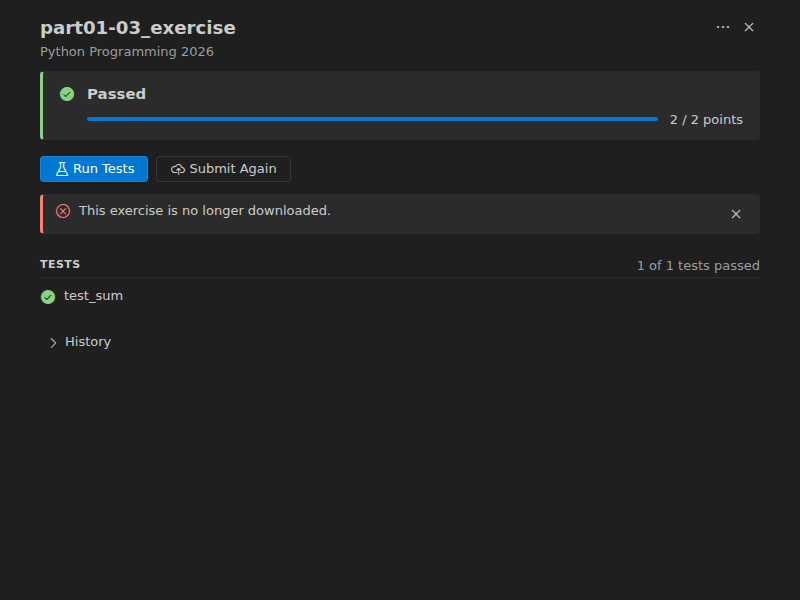 part01-03_exercise
Python Programming 2026
Passed
2 / 2 points
Run Tests
Submit Again
This exercise is no longer downloaded.
TESTS
1 of 1 tests passed
test_sum
History